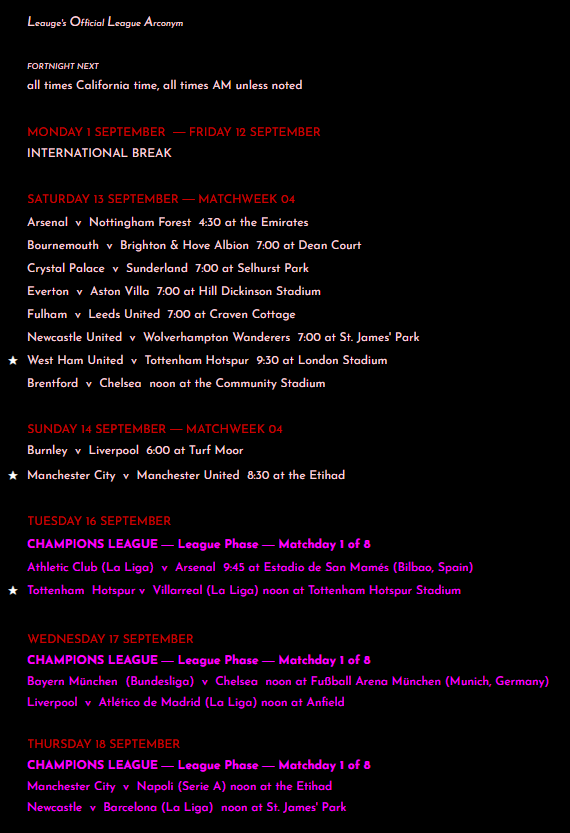 Leauge's Official League Arconym
FORTNIGHT NEXT
all times California time, all times AM unless noted
MONDAY 1 SEPTEMBER — FRIDAY 12 SEPTEMBER
INTERNATIONAL BREAK
SATURDAY 13 SEPTEMBER — MATCHWEEK 04
Arsenal v Nottingham Forest 4:30 at the Emirates
Bournemouth v Brighton & Hove Albion 7:00 at Dean Court
Crystal Palace v Sunderland 7:00 at Selhurst Park
Everton v Aston Villa 7:00 at Hill Dickinson Stadium
Fulham v Leeds United 7:00 at Craven Cottage
Newcastle United v Wolverhampton Wanderers 7:00 at St. James' Park
★ West Ham United v Tottenham Hotspur 9:30 at London Stadium
Brentford v Chelsea noon at the Community Stadium
SUNDAY 14 SEPTEMBER — MATCHWEEK 04
Burnley v Liverpool 6:00 at Turf Moor
★ Manchester City v Manchester United 8:30 at the Etihad
TUESDAY 16 SEPTEMBER
CHAMPIONS LEAGUE — League Phase — Matchday 1 of 8
Athletic Club (La Liga) v Arsenal 9:45 at Estadio de San Mamés (Bilbao, Spain)
★ Tottenham Hotspur v Villarreal (La Liga) noon at Tottenham Hotspur Stadium
WEDNESDAY 17 SEPTEMBER
CHAMPIONS LEAGUE — League Phase — Matchday 1 of 8
Bayern München (Bundesliga) v Chelsea noon at Fußball Arena München (Munich, Germany)
Liverpool v Atlético de Madrid (La Liga) noon at Anfield
THURSDAY 18 SEPTEMBER
CHAMPIONS LEAGUE — League Phase — Matchday 1 of 8
Manchester City v Napoli (Serie A) noon at the Etihad
Newcastle v Barcelona (La Liga) noon at St. James' Park